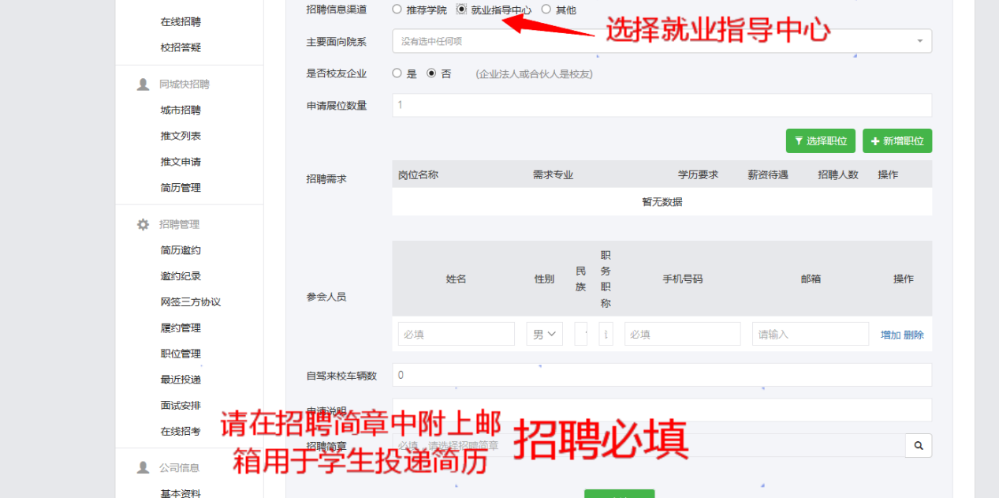 招聘信息渠道 推荐学院 就业指导中心 其他
选择就业指导中心
在线招聘
校招答疑
主要面向院系 没有选中任何项
是否校友企业 是 否 (企业法人或合伙人是校友)
同城快招聘
城市招聘
推文列表
推文申请
简历管理
申请展位数量 1
选择职位 新增职位
招聘需求 岗位名称 需求专业 学历要求 薪资待遇 招聘人数 操作
暂无数据
招聘管理
简历邀约
邀约纪录
网签三方协议
履约管理
职位管理
最近投递
面试安排
在线招考
参会人员 姓名 性别 民族 职务职称 手机号码 邮箱 操作
必填 男 必填 请输入 增加 删除
自驾来校车辆数 0
申请说明
请在招聘简章中附上邮
箱用于学生投递简历
招聘必填
招聘简章 必填，请选择招聘简章
公司信息
基本资料